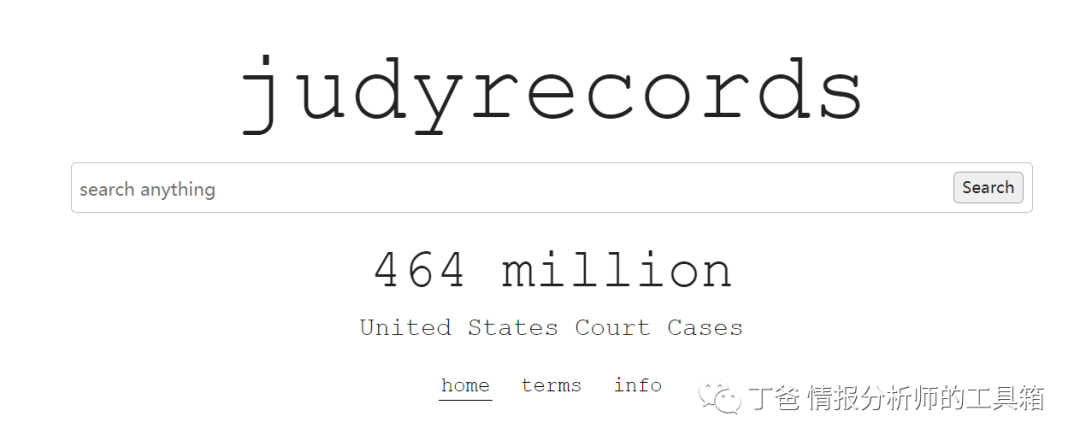 judyrecords
search anything Search
464 million
United States Court Cases
home terms info
丁爸 情报分析师的工具箱